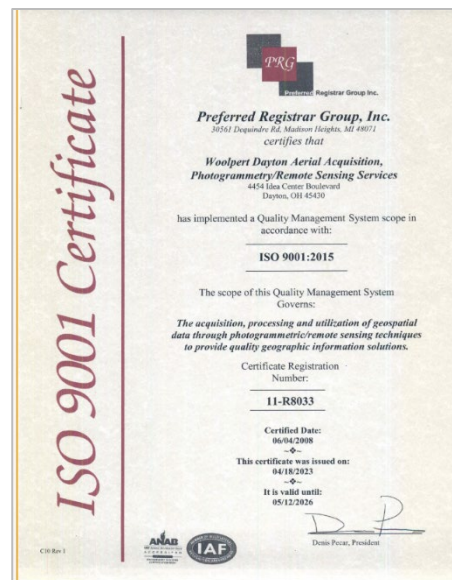 ISO 9001 Certificate
PRG
Preferred Registrar Group Inc.
Preferred Registrar Group, Inc.
30561 Dequindre Rd, Madison Heights, MI 48071
certifies that
Woolpert Dayton Aerial Acquisition,
Photogrammetry/Remote Sensing Services
4454 Idea Center Boulevard
Dayton, OH 45430
has implemented a Quality Management System scope in
accordance with:
ISO 9001:2015
The scope of this Quality Management System
Governs:
The acquisition, processing and utilization of geospatial
data through photogrammetric/remote sensing techniques
to provide quality geographic information solutions.
Certificate Registration
Number:
11-R8033
Certified Date:
06/04/2008
This certificate was issued on:
04/18/2023
It is valid until:
05/12/2026
Denis Pecar, President
ANAB
IAF
C10 Rev 3